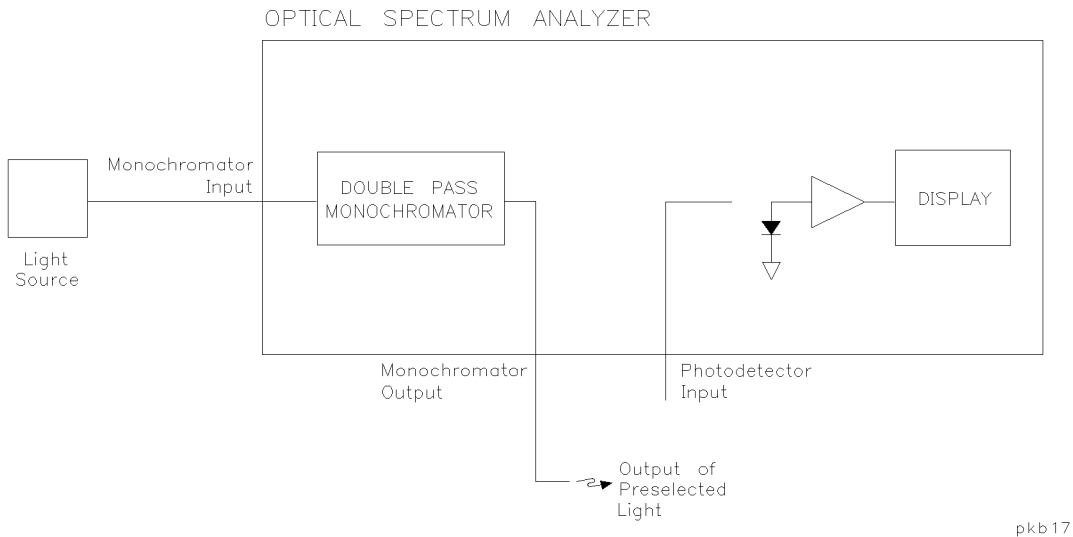 OPTICAL SPECTRUM ANALYZER
Monochromator
Input
DOUBLE PASS
MONOCHROMATOR
DISPLAY
Light
Source
Monochromator
Output
Photodetector
Input
Output of
Preselected
Light
pkb17